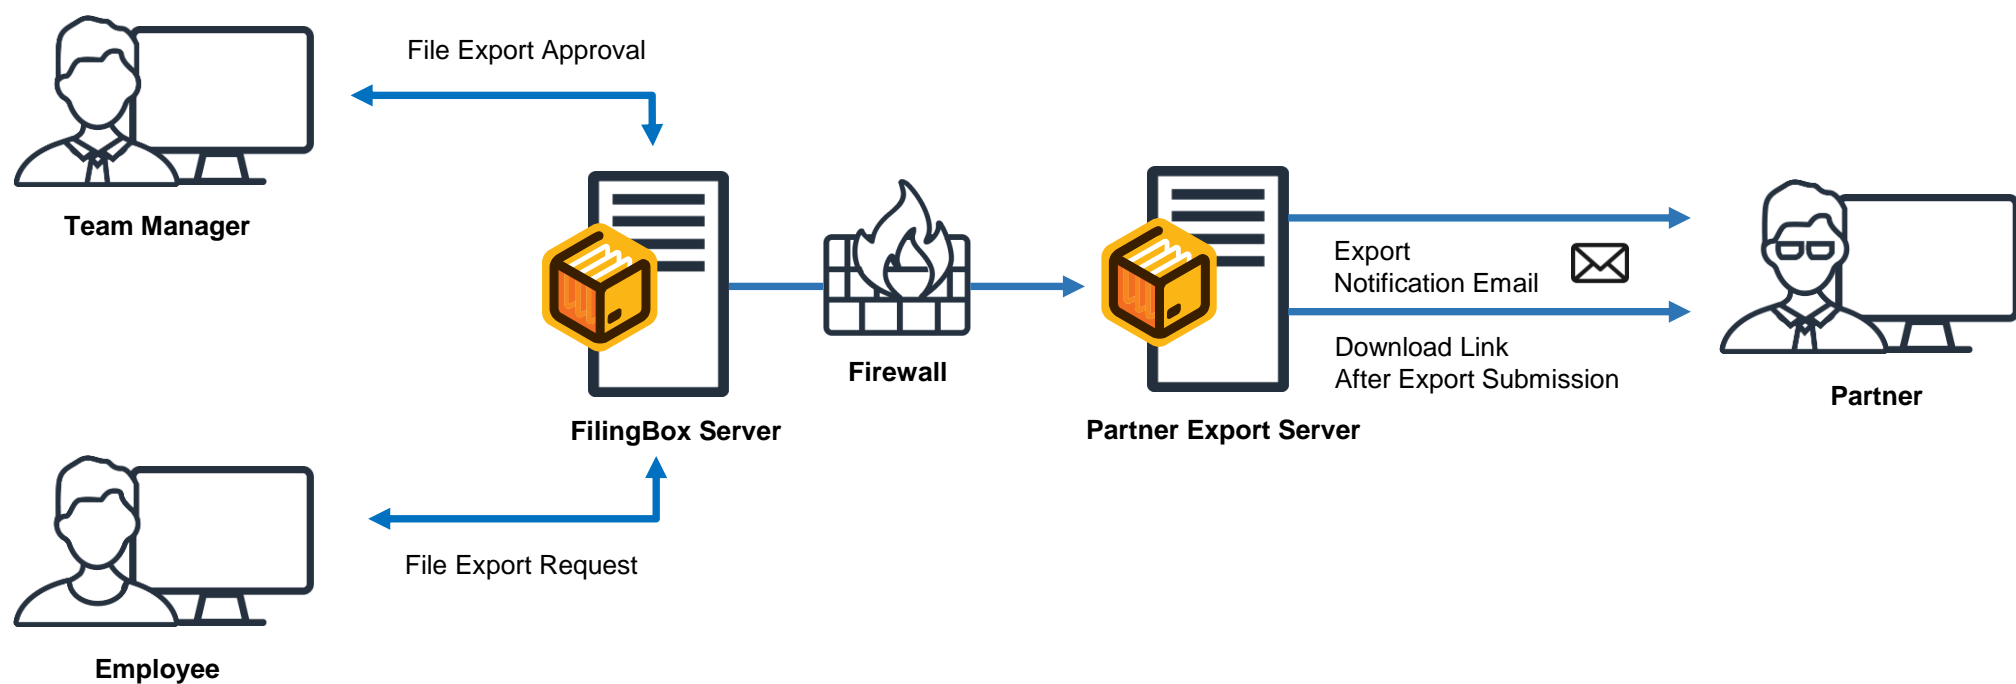 File Export Approval
Team Manager
Firewall
FilingBox Server
Export
Notification Email
Download Link
After Export Submission
Partner Export Server
Partner
File Export Request
Employee